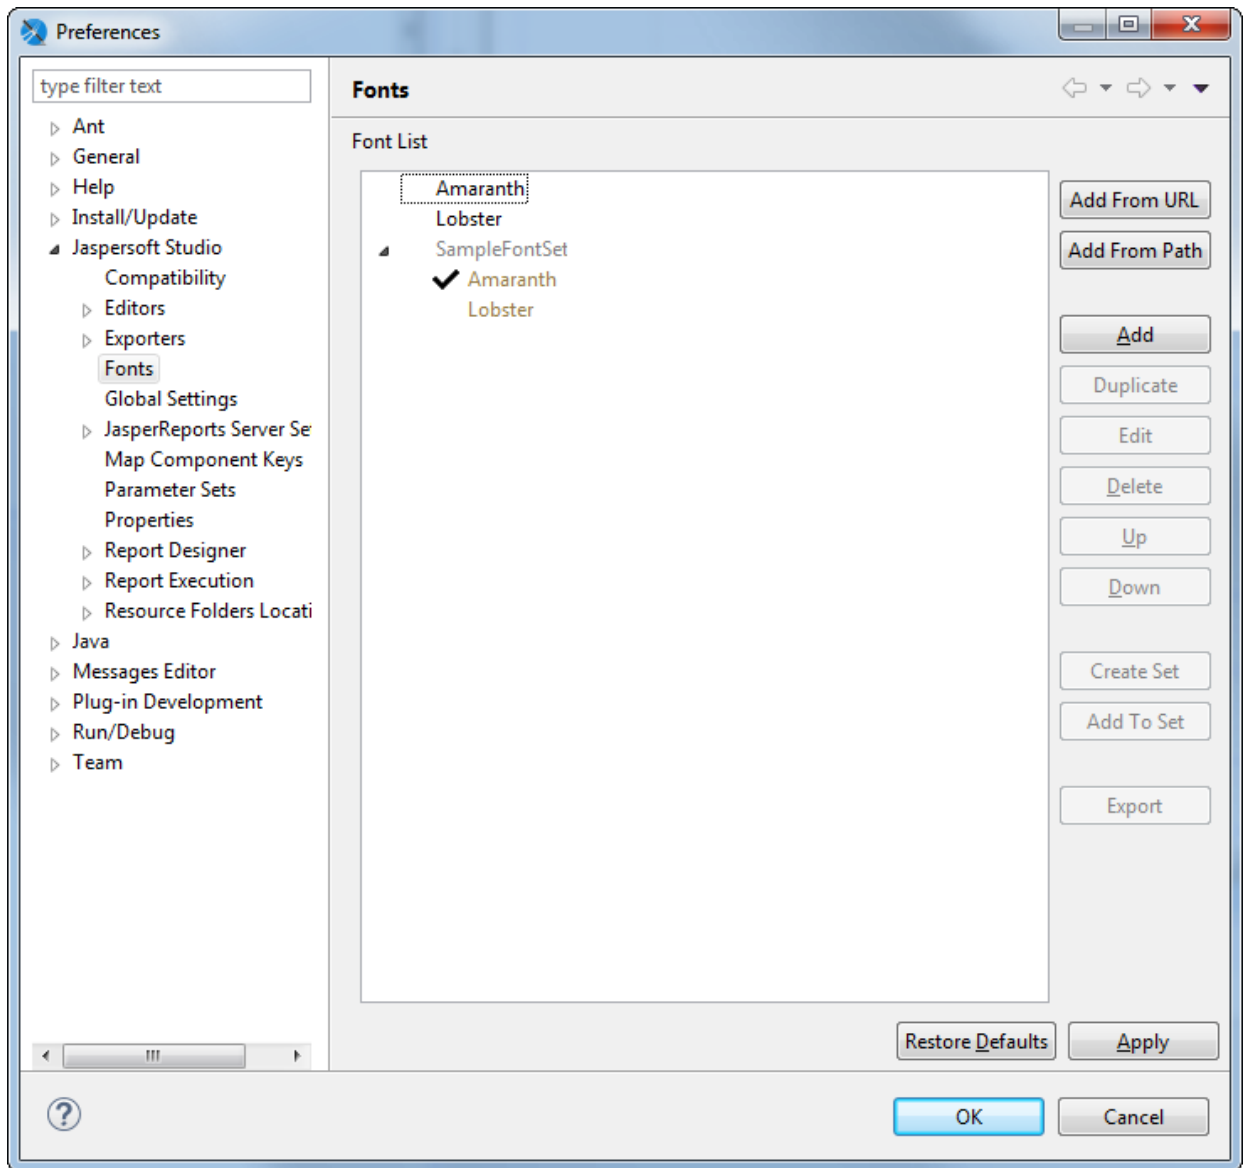 Preferences
type filter text
Ant
General
Help
Install/Update
Jaspersoft Studio
Compatibility
Editors
Exporters
Fonts
Global Settings
JasperReports Server Se
Map Component Keys
Parameter Sets
Properties
Report Designer
Report Execution
Resource Folders Locati
Java
Messages Editor
Plug-in Development
Run/Debug
Team
Fonts
Font List
Amaranth
Lobster
SampleFontSet
Amaranth
Lobster
Add From URL
Add From Path
Add
Duplicate
Edit
Delete
Up
Down
Create Set
Add To Set
Export
Restore Defaults
Apply
OK
Cancel